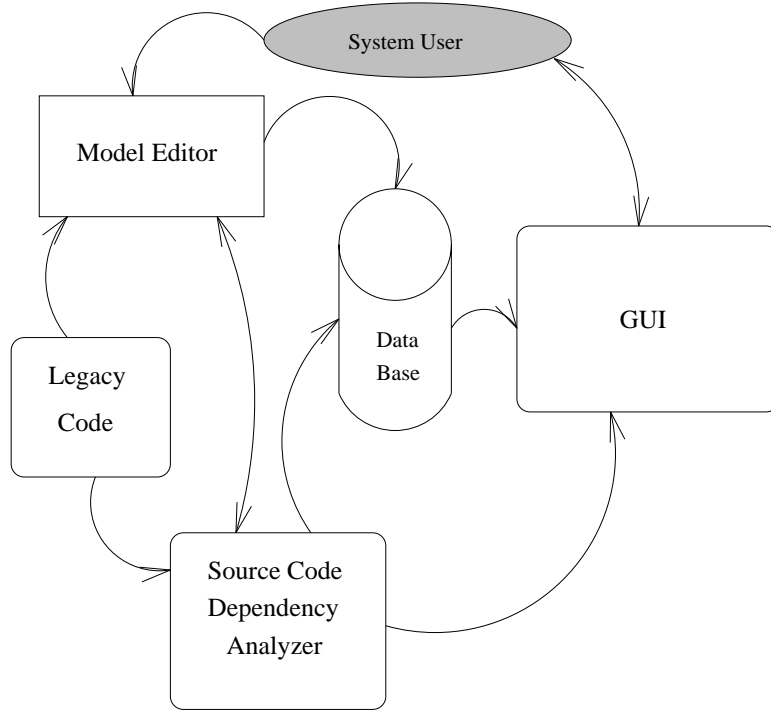 System User
Model Editor
GUI
Data
Base
Legacy
Code
Source Code
Dependency
Analyzer